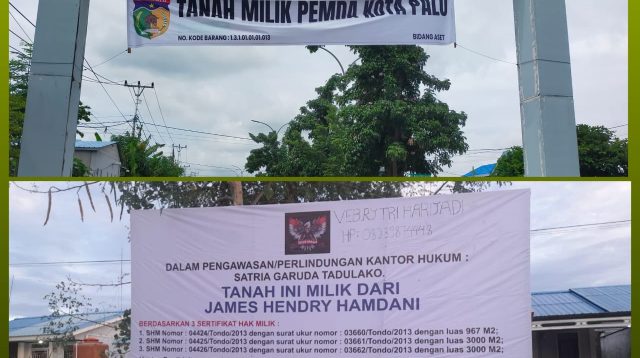 TANAH MILIK PEMDA KOTA PALU
NO. KODE BARANG : 1.3.1.01.01.01.013
BIDANG ASET
VEBRY TRI HARIJADI
HP:
DALAM PENGAWASAN/PERLINDUNGAN KANTOR HUKUM :
SATRIA GARUDA TADULAKO.
TANAH INI MILIK DARI
JAMES HENDRY HAMDANI
BERDASARKAN 3 SERTIFIKAT HAK MILIK :
1. SHM Nomor : 04424/Tondo/2013 dengan surat ukur nomor : 03660/Tondo/2013 dengan luas 967 M2;
2. SHM Nomor : 04425/Tondo/2013 dengan surat ukur nomor : 03661/Tondo/2013 dengan luas 3000 M2;
3. SHM Nomor : 04426/Tondo/2013 dengan surat ukur nomor : 03662/Tondo/2013 dengan luas 3000 M2;